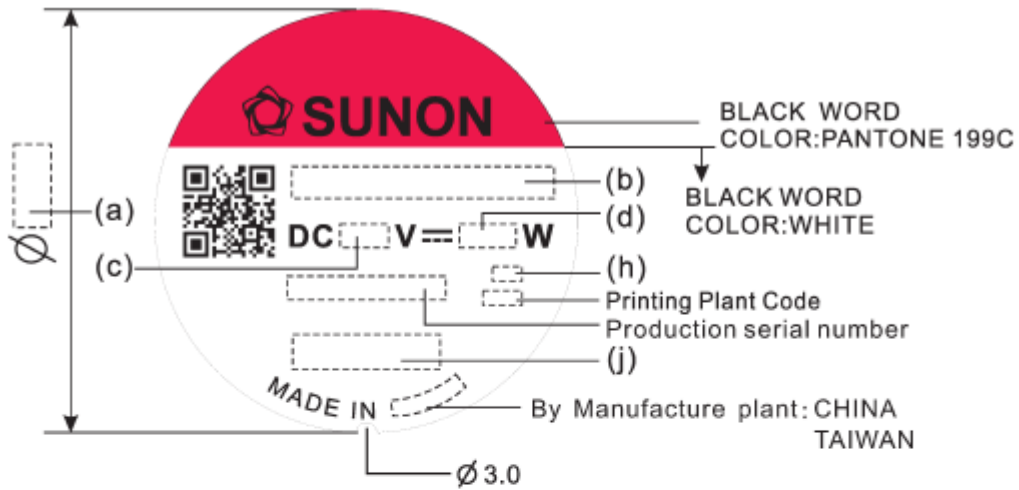 SUNON
BLACK WORD
COLOR:PANTONE 199C
BLACK WORD
COLOR:WHITE
(a)
(b)
DC V W
(d)
(c)
(h)
Printing Plant Code
Production serial number
(j)
MADE IN
By Manufacture plant: CHINA
TAIWAN
Ø
Ø 3.0